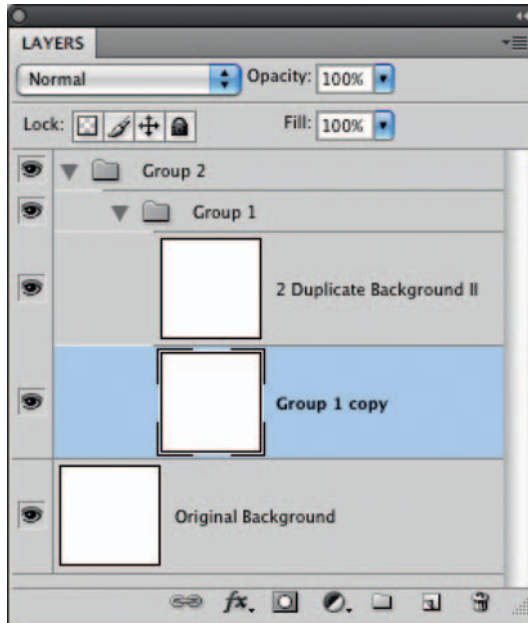 LAYERS
Normal Opacity: 100%
Lock: Fill: 100%
Group 2
Group 1
2 Duplicate Background II
Group 1 copy
Original Background
fx.